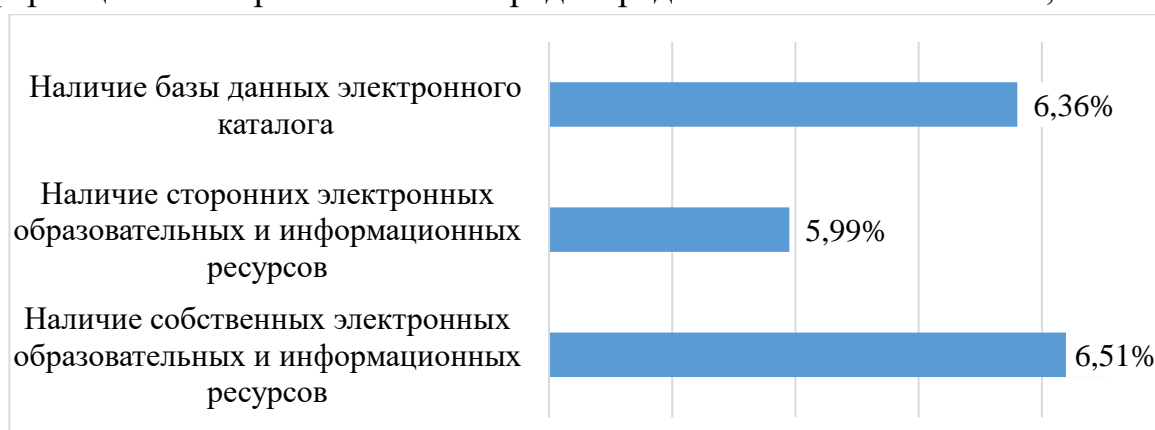 Наличие базы данных электронного
каталога
6,36%
Наличие сторонних электронных
образовательных и информационных
ресурсов
5,99%
Наличие собственных электронных
образовательных и информационных
ресурсов
6,51%